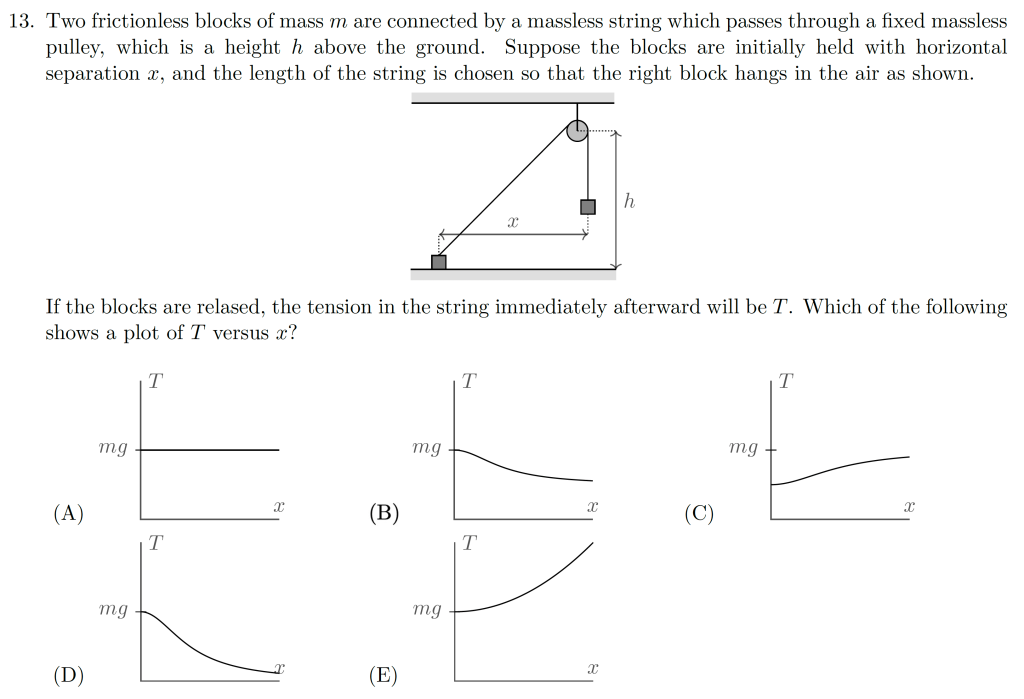 13. Two frictionless blocks of mass m are connected by a massless string which passes through a fixed massless
pulley, which is a height h above the ground. Suppose the blocks are initially held with horizontal
separation x, and the length of the string is chosen so that the right block hangs in the air as shown.
h
x
If the blocks are relased, the tension in the string immediately afterward will be T. Which of the following
shows a plot of T versus x?
T
T
T
mg
mg
mg
x
x
x
(A)
(B)
(C)
T
T
mg
mg
x
x
(D)
(E)